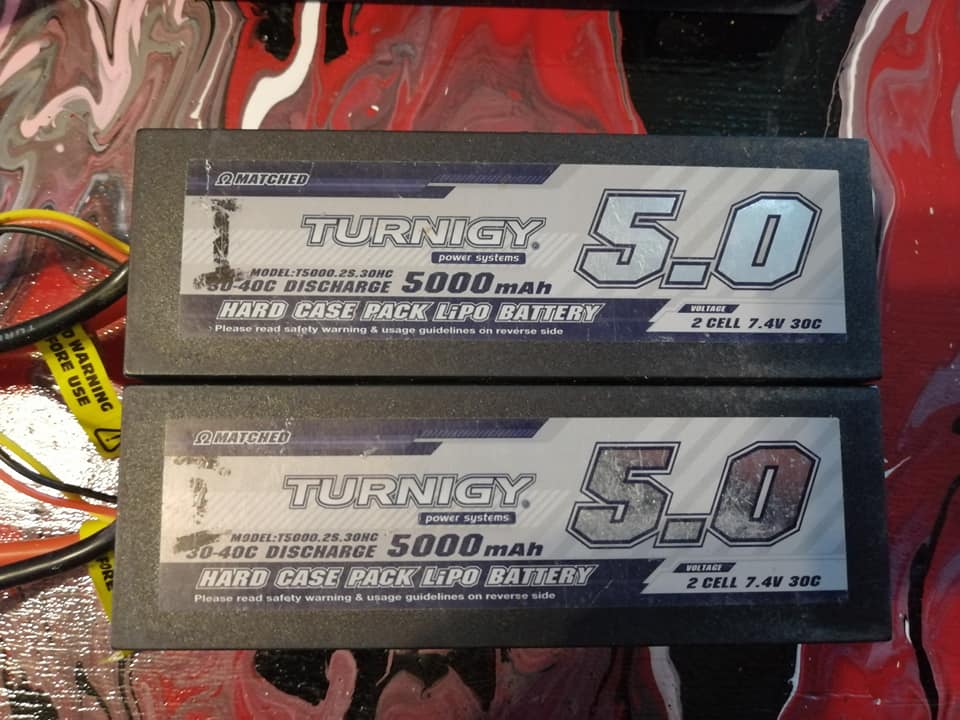 Ω MATCHED
TURNIGY
power systems
5.0
MODEL:T5000.2S.30HC
30-40C DISCHARGE 5000mAh
HARD CASE PACK LiPO BATTERY
Please read safety warning & usage guidelines on reverse side
VOLTAGE
2 CELL 7.4V 30C
WARNING
FORE USE
Ω MATCHED
TURNIGY
power systems
5.0
MODEL:T5000.2S.30HC
30-40C DISCHARGE 5000mAh
HARD CASE PACK LiPO BATTERY
Please read safety warning & usage guidelines on reverse side
VOLTAGE
2 CELL 7.4V 30C